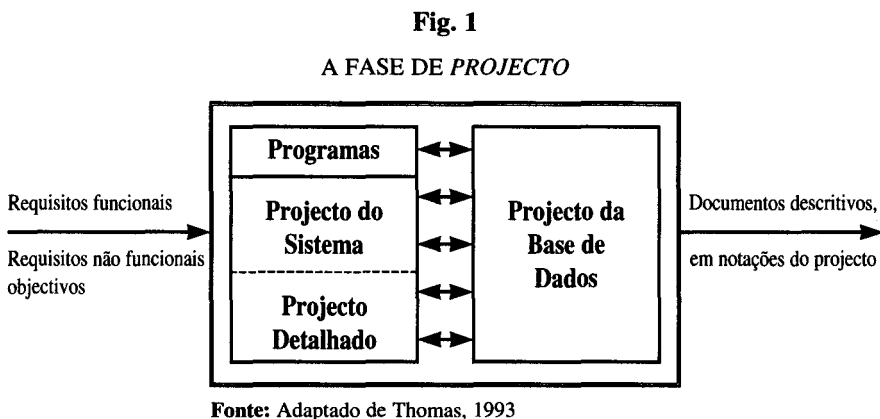 Fig. 1
A FASE DE PROJECTO
Requisitos funcionais
Requisitos não funcionais
objectivos
Programas
Projecto do
Sistema
Projecto
Detalhado
Projecto da
Base de
Dados
Documentos descritivos,
em notações do projecto
Fonte: Adaptado de Thomas, 1993